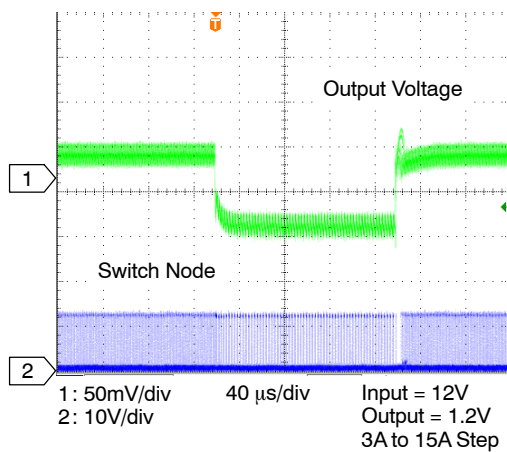 T
Output Voltage
1
Switch Node
2
1: 50mV/div 40 μs/div Input = 12V
2: 10V/div Output = 1.2V
3A to 15A Step